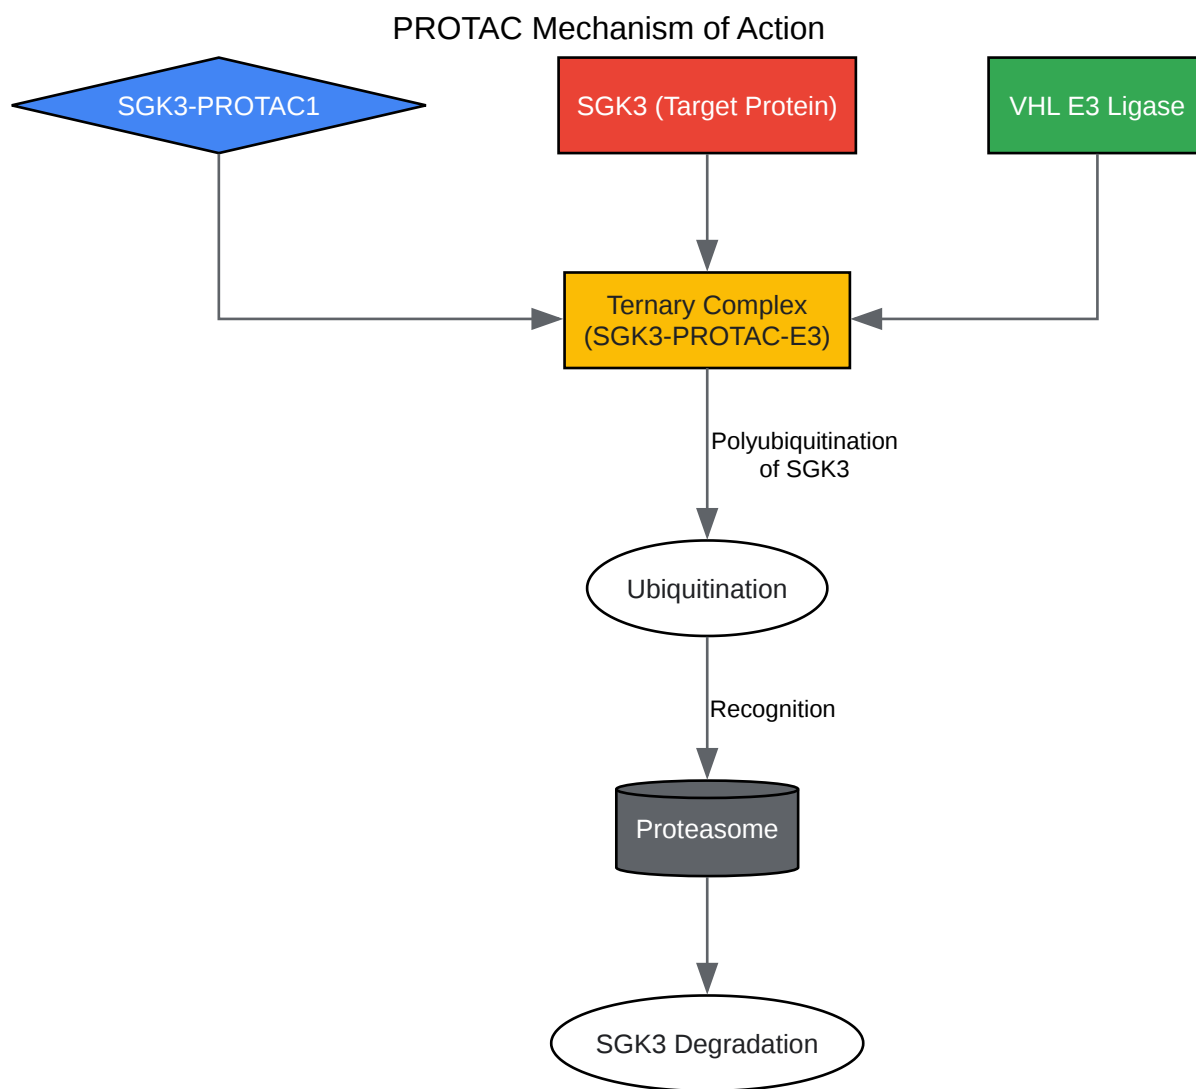 PROTAC Mechanism of Action
SGK3-PROTAC1
SGK3 (Target Protein)
VHL E3 Ligase
Ternary Complex
(SGK3-PROTAC-E3)
Polyubiquitination
of SGK3
Ubiquitination
Recognition
Proteasome
SGK3 Degradation